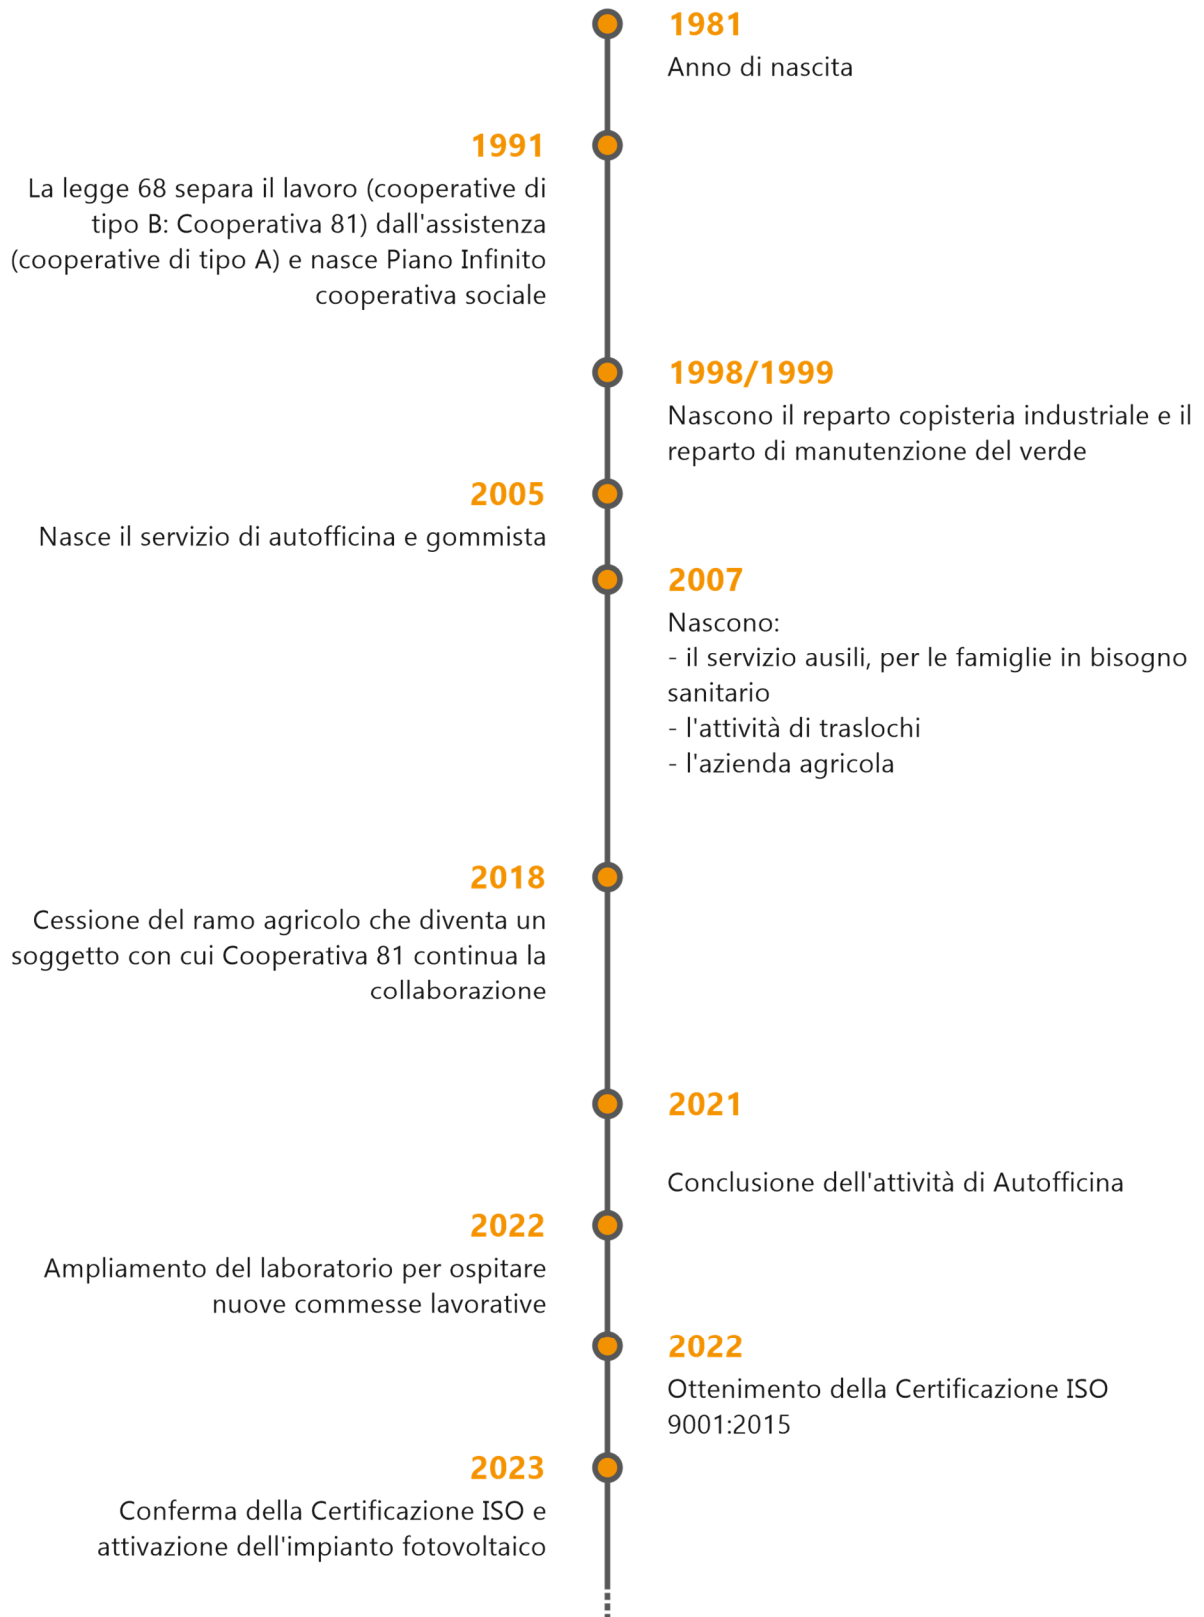 1981
Anno di nascita
1991
La legge 68 separa il lavoro (cooperative di
tipo B: Cooperativa 81) dall'assistenza
(cooperative di tipo A) e nasce Piano Infinito
cooperativa sociale
1998/1999
Nascono il reparto copisteria industriale e il
reparto di manutenzione del verde
2005
Nasce il servizio di autofficina e gommista
2007
Nascono:
- il servizio ausili, per le famiglie in bisogno
sanitario
- l'attività di traslochi
- l'azienda agricola
2018
Cessione del ramo agricolo che diventa un
soggetto con cui Cooperativa 81 continua la
collaborazione
2021
Conclusione dell'attività di Autofficina
2022
Ampliamento del laboratorio per ospitare
nuove commesse lavorative
2022
Ottenimento della Certificazione ISO
9001:2015
2023
Conferma della Certificazione ISO e
attivazione dell'impianto fotovoltaico